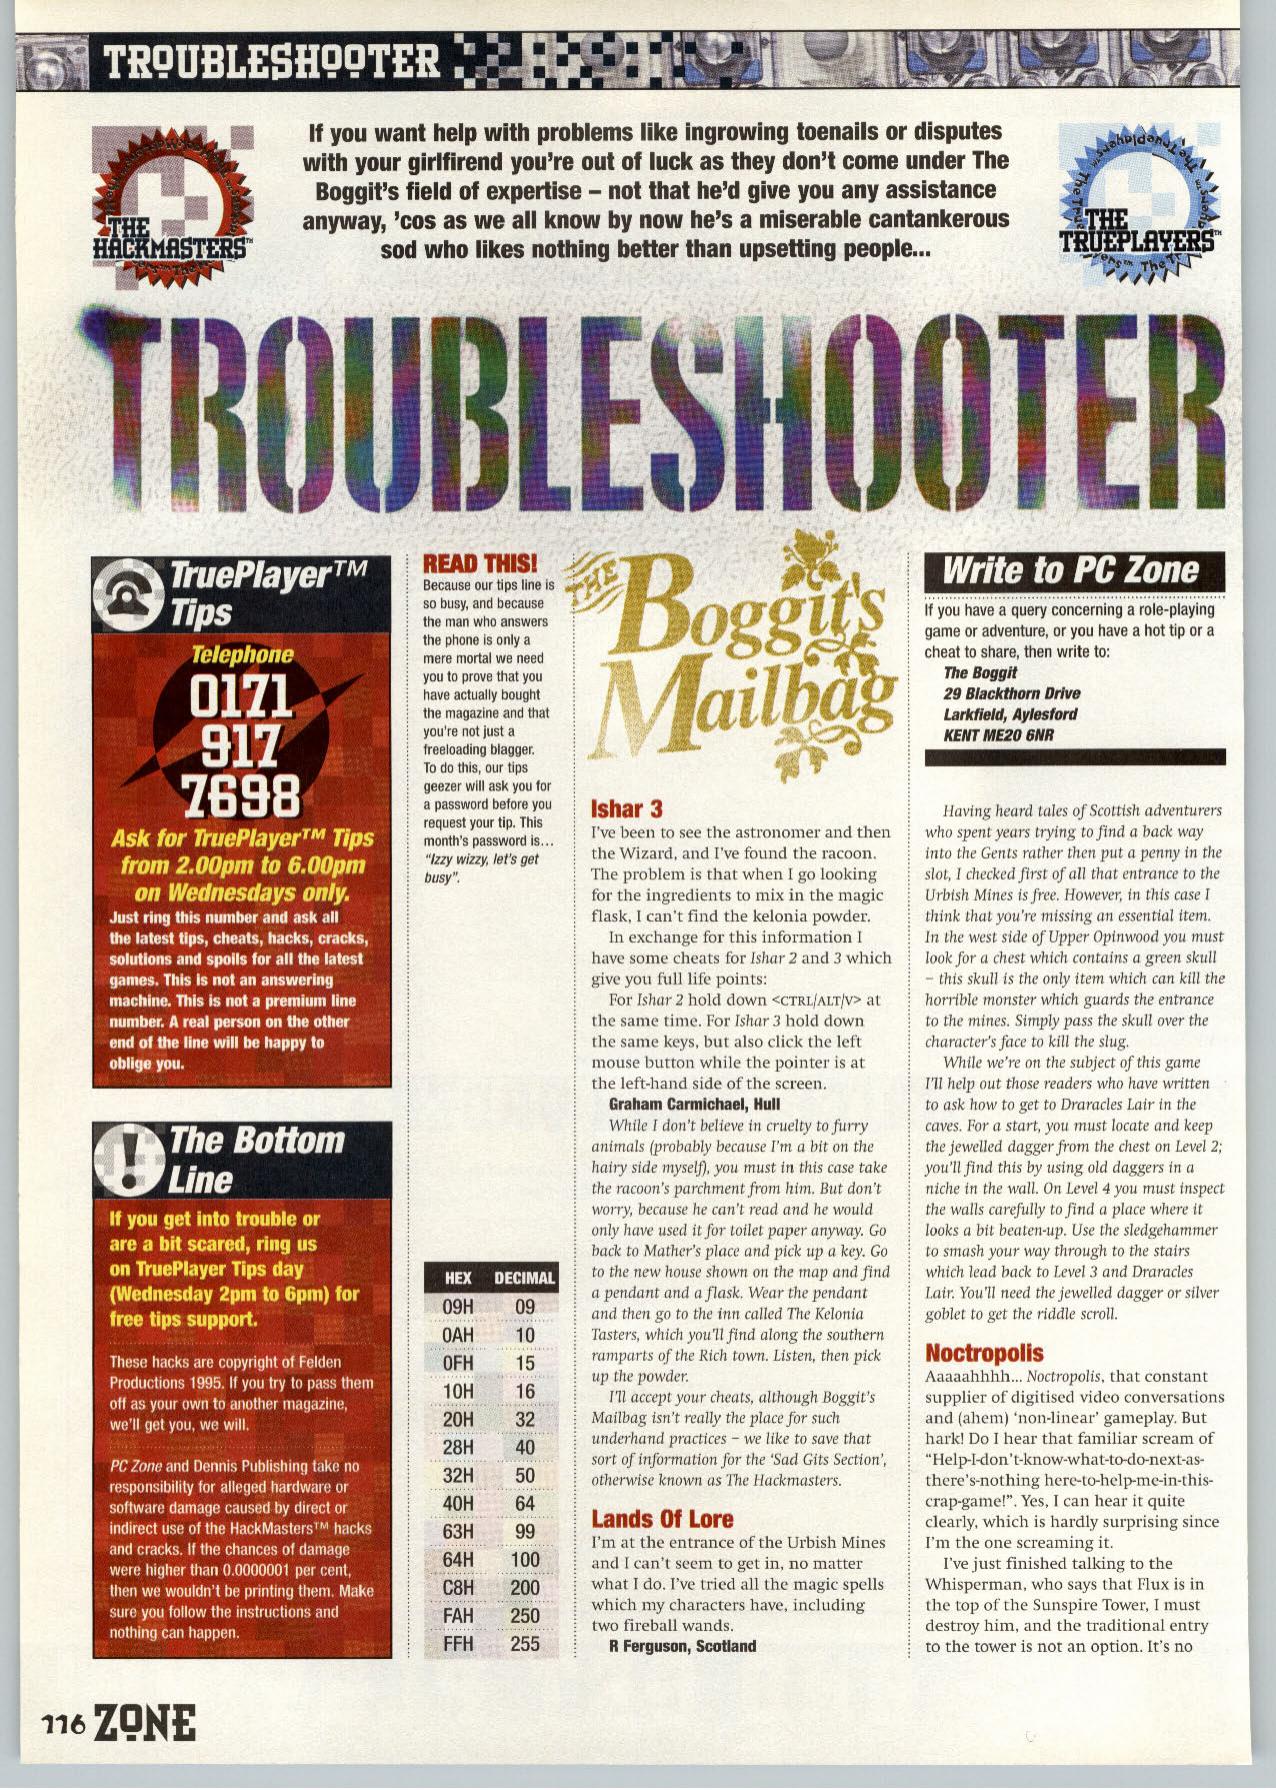 TROUBLESHOOTER
THE
HACKMASTERS™
If you want help with problems like ingrowing toenails or disputes
with your girlfirend you're out of luck as they don't come under The
Boggit's field of expertise – not that he'd give you any assistance
anyway, 'cos as we all know by now he's a miserable cantankerous
sod who likes nothing better than upsetting people...
THE
TRUEPLAYERS™
TROUBLESHOOTER
TruePlayer™
Tips
Telephone
0171
917
7698
Ask for TruePlayer™ Tips
from 2.00pm to 6.00pm
on Wednesdays only.
Just ring this number and ask all
the latest tips, cheats, hacks, cracks,
solutions and spoils for all the latest
games. This is not an answering
machine. This is not a premium line
number. A real person on the other
end of the line will be happy to
oblige you.
The Bottom
Line
If you get into trouble or
are a bit scared, ring us
on TruePlayer Tips day
(Wednesday 2pm to 6pm) for
free tips support.
These hacks are copyright of Felden
Productions 1995. If you try to pass them
off as your own to another magazine,
we'll get you, we will.
PC Zone and Dennis Publishing take no
responsibility for alleged hardware or
software damage caused by direct or
indirect use of the HackMasters™ hacks
and cracks. If the chances of damage
were higher than 0.0000001 per cent,
then we wouldn't be printing them. Make
sure you follow the instructions and
nothing can happen.
READ THIS!
Because our tips line is
so busy, and because
the man who answers
the phone is only a
mere mortal we need
you to prove that you
have actually bought
the magazine and that
you're not just a
freeloading blagger.
To do this, our tips
geezer will ask you for
a password before you
request your tip. This
month's password is...
"Izzy wizzy, let's get
busy".
HEX DECIMAL
09H 09
0AH 10
0FH 15
10H 16
20H 32
28H 40
32H 50
40H 64
63H 99
64H 100
C8H 200
FAH 250
FFH 255
THE
Boggit's
Mailbag
Ishar 3
I've been to see the astronomer and then
the Wizard, and I've found the racoon.
The problem is that when I go looking
for the ingredients to mix in the magic
flask, I can't find the kelonia powder.
In exchange for this information I
have some cheats for Ishar 2 and 3 which
give you full life points:
For Ishar 2 hold down <CTRL/ALT/V> at
the same time. For Ishar 3 hold down
the same keys, but also click the left
mouse button while the pointer is at
the left-hand side of the screen.
Graham Carmichael, Hull
While I don't believe in cruelty to furry
animals (probably because I'm a bit on the
hairy side myself), you must in this case take
the racoon's parchment from him. But don't
worry, because he can't read and he would
only have used it for toilet paper anyway. Go
back to Mather's place and pick up a key. Go
to the new house shown on the map and find
a pendant and a flask. Wear the pendant
and then go to the inn called The Kelonia
Tasters, which you'll find along the southern
ramparts of the Rich town. Listen, then pick
up the powder.
I'll accept your cheats, although Boggit's
Mailbag isn't really the place for such
underhand practices – we like to save that
sort of information for the 'Sad Gits Section',
otherwise known as The Hackmasters.
Lands Of Lore
I'm at the entrance of the Urbish Mines
and I can't seem to get in, no matter
what I do. I've tried all the magic spells
which my characters have, including
two fireball wands.
R Ferguson, Scotland
Write to PC Zone
If you have a query concerning a role-playing
game or adventure, or you have a hot tip or a
cheat to share, then write to:
The Boggit
29 Blackthorn Drive
Larkfield, Aylesford
KENT ME20 6NR
Having heard tales of Scottish adventurers
who spent years trying to find a back way
into the Gents rather then put a penny in the
slot, I checked first of all that entrance to the
Urbish Mines is free. However, in this case I
think that you're missing an essential item.
In the west side of Upper Opinwood you must
look for a chest which contains a green skull
– this skull is the only item which can kill the
horrible monster which guards the entrance
to the mines. Simply pass the skull over the
character's face to kill the slug.
While we're on the subject of this game
I'll help out those readers who have written
to ask how to get to Draracles Lair in the
caves. For a start, you must locate and keep
the jewelled dagger from the chest on Level 2;
you'll find this by using old daggers in a
niche in the wall. On Level 4 you must inspect
the walls carefully to find a place where it
looks a bit beaten-up. Use the sledgehammer
to smash your way through to the stairs
which lead back to Level 3 and Draracles
Lair. You'll need the jewelled dagger or silver
goblet to get the riddle scroll.
Noctropolis
Aaaaahhhh... Noctropolis, that constant
supplier of digitised video conversations
and (ahem) 'non-linear' gameplay. But
hark! Do I hear that familiar scream of
"Help-I-don't-know-what-to-do-next-as-
there's-nothing here-to-help-me-in-this-
crap-game!". Yes, I can hear it quite
clearly, which is hardly surprising since
I'm the one screaming it.
I've just finished talking to the
Whisperman, who says that Flux is in
the top of the Sunspire Tower, I must
destroy him, and the traditional entry
to the tower is not an option. It's no
116 ZONE